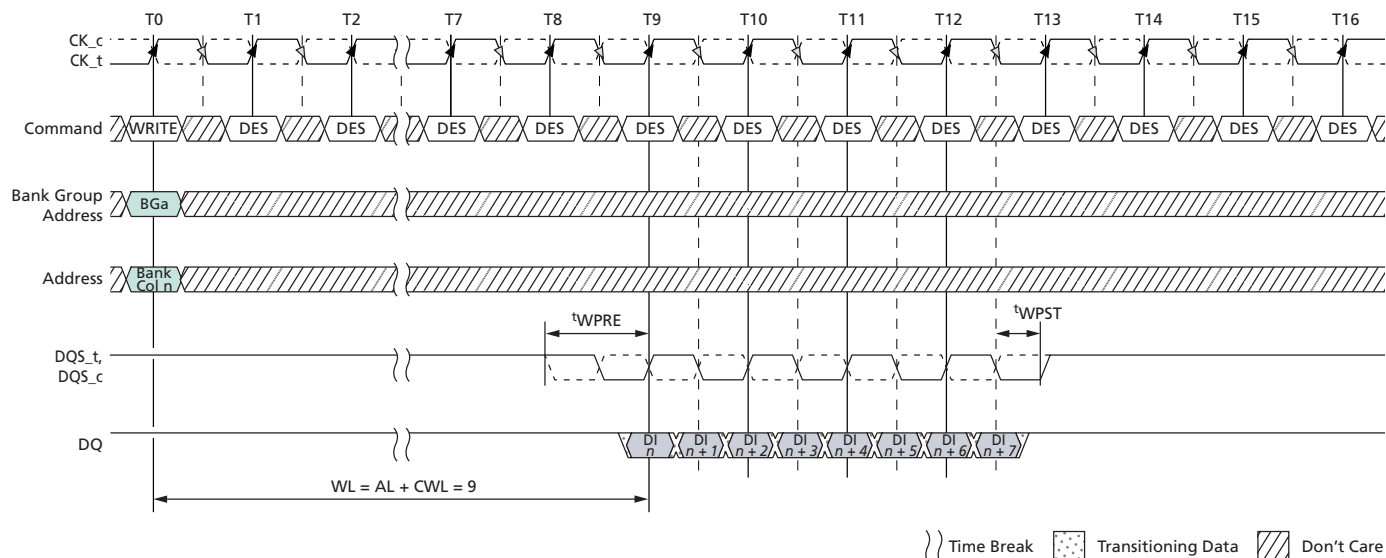 T0 T1 T2 T7 T8 T9 T10 T11 T12 T13 T14 T15 T16
CK_c
CK_t
Command WRITE DES DES DES DES DES DES DES DES DES DES DES DES
Bank Group
Address
BGa
Address
Bank
Col n
tWPRE tWPST
DQS_t,
DQS_c
DQ
DI n DI n + 1 DI n + 2 DI n + 3 DI n + 4 DI n + 5 DI n + 6 DI n + 7
WL = AL + CWL = 9
Time Break Transitioning Data Don't Care